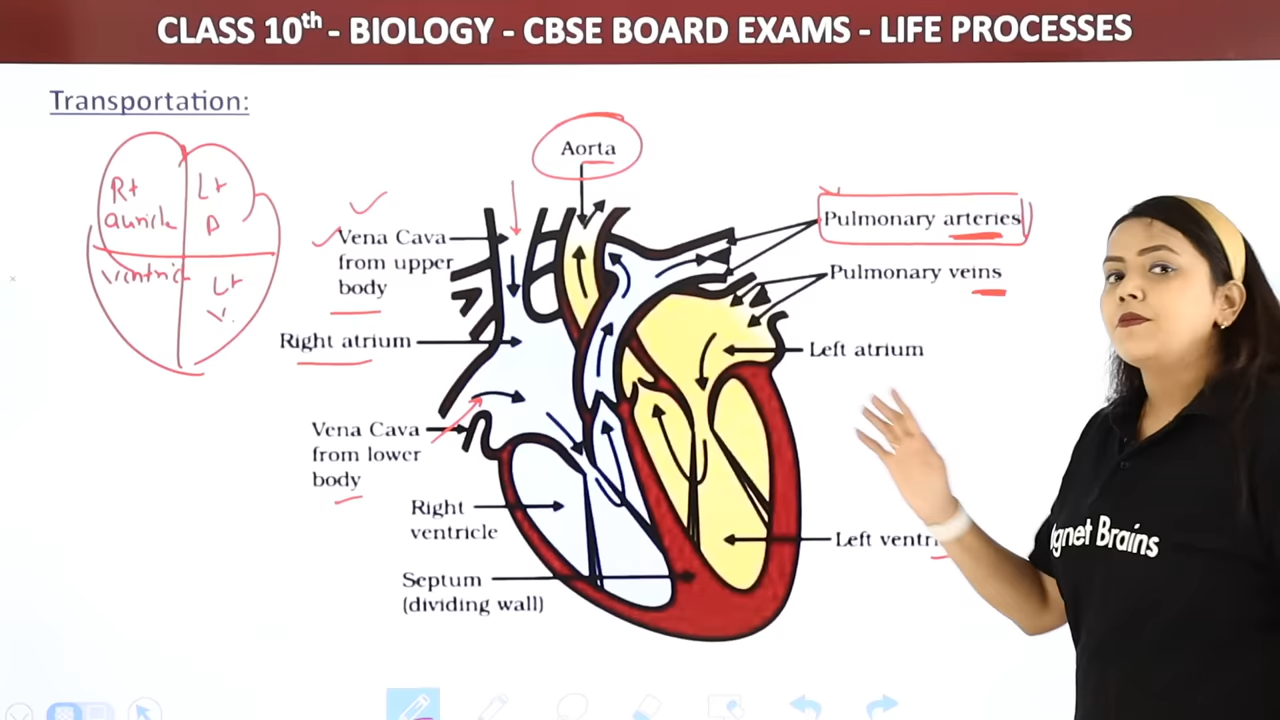 CLASS 10th - BIOLOGY - CBSE BOARD EXAMS - LIFE PROCESSES
Transportation:
Rt
auricle
Lt
A
ventricle
Lt
V.
Aorta
Vena Cava
from upper
body
Right atrium
Vena Cava
from lower
body
Right
ventricle
Septum
(dividing wall)
Pulmonary arteries
Pulmonary veins
Left atrium
Left ventri
gnet Brains